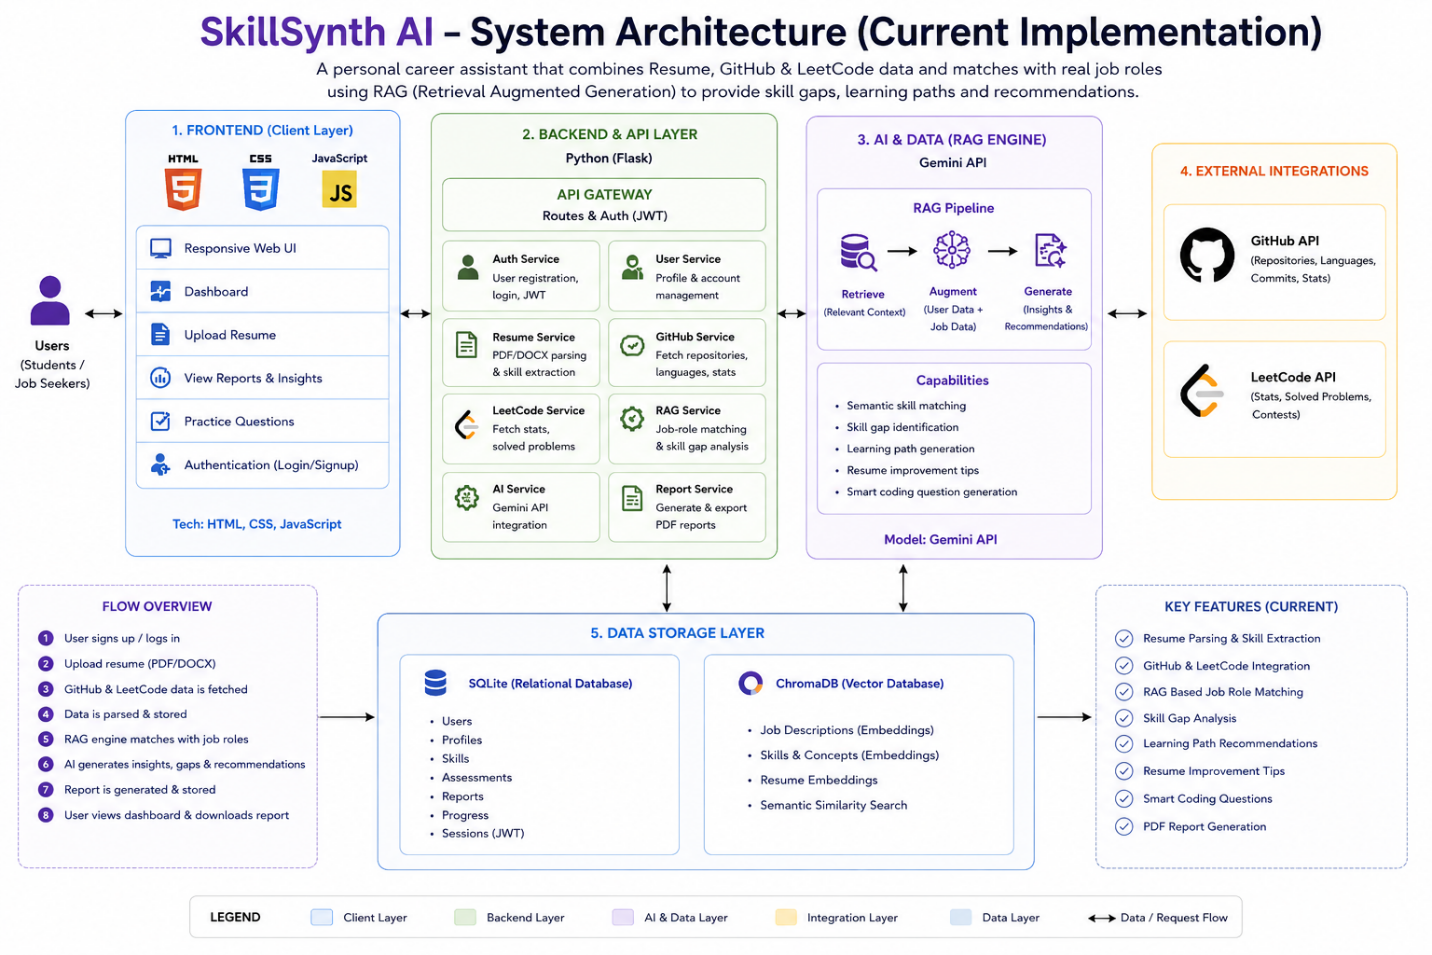 SkillSynth AI – System Architecture (Current Implementation)
A personal career assistant that combines Resume, GitHub & LeetCode data and matches with real job roles
using RAG (Retrieval Augmented Generation) to provide skill gaps, learning paths and recommendations.
Users
(Students /
Job Seekers)
1. FRONTEND (Client Layer)
HTML
CSS
JavaScript
5
3
JS
Responsive Web UI
Dashboard
Upload Resume
View Reports & Insights
Practice Questions
Authentication (Login/Signup)
Tech: HTML, CSS, JavaScript
2. BACKEND & API LAYER
Python (Flask)
API GATEWAY
Routes & Auth (JWT)
Auth Service
User registration,
login, JWT
User Service
Profile & account
management
Resume Service
PDF/DOCX parsing
& skill extraction
GitHub Service
Fetch repositories,
languages, stats
LeetCode Service
Fetch stats,
solved problems
RAG Service
Job-role matching
& skill gap analysis
AI Service
Gemini API
integration
Report Service
Generate & export
PDF reports
3. AI & DATA (RAG ENGINE)
Gemini API
RAG Pipeline
Retrieve
(Relevant Context)
Augment
(User Data +
Job Data)
Generate
(Insights &
Recommendations)
Capabilities
• Semantic skill matching
• Skill gap identification
• Learning path generation
• Resume improvement tips
• Smart coding question generation
Model: Gemini API
4. EXTERNAL INTEGRATIONS
GitHub API
(Repositories, Languages,
Commits, Stats)
LeetCode API
(Stats, Solved Problems,
Contests)
FLOW OVERVIEW
1 User signs up / logs in
2 Upload resume (PDF/DOCX)
3 GitHub & LeetCode data is fetched
4 Data is parsed & stored
5 RAG engine matches with job roles
6 AI generates insights, gaps & recommendations
7 Report is generated & stored
8 User views dashboard & downloads report
5. DATA STORAGE LAYER
SQLite (Relational Database)
• Users
• Profiles
• Skills
• Assessments
• Reports
• Progress
• Sessions (JWT)
ChromaDB (Vector Database)
• Job Descriptions (Embeddings)
• Skills & Concepts (Embeddings)
• Resume Embeddings
• Semantic Similarity Search
KEY FEATURES (CURRENT)
Resume Parsing & Skill Extraction
GitHub & LeetCode Integration
RAG Based Job Role Matching
Skill Gap Analysis
Learning Path Recommendations
Resume Improvement Tips
Smart Coding Questions
PDF Report Generation
LEGEND
Client Layer
Backend Layer
AI & Data Layer
Integration Layer
Data Layer
Data / Request Flow